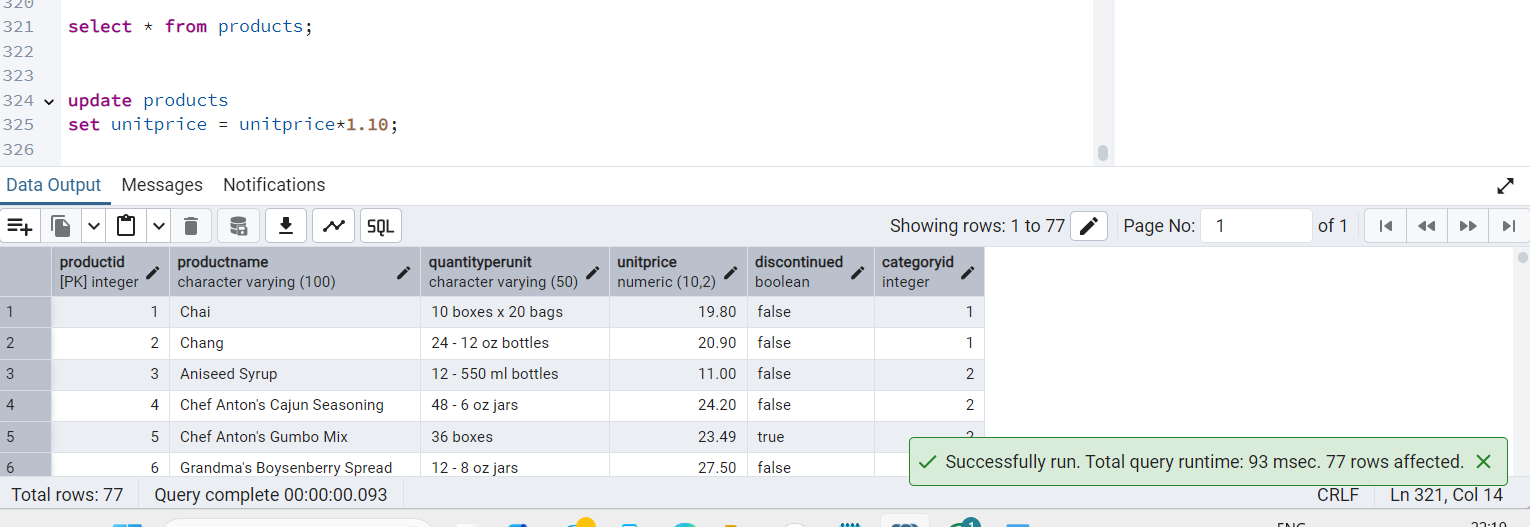 320
321 select * from products;
322
323
324 update products
325 set unitprice = unitprice*1.10;
326
Data Output Messages Notifications
SQL Showing rows: 1 to 77 Page No: 1 of 1
productid productname quantityperunit unitprice discontinued categoryid
[PK] integer character varying (100) character varying (50) numeric (10,2) boolean integer
1 1 Chai 10 boxes x 20 bags 19.80 false 1
2 2 Chang 24 - 12 oz bottles 20.90 false 1
3 3 Aniseed Syrup 12 - 550 ml bottles 11.00 false 2
4 4 Chef Anton's Cajun Seasoning 48 - 6 oz jars 24.20 false 2
5 5 Chef Anton's Gumbo Mix 36 boxes 23.49 true 2
6 6 Grandma's Boysenberry Spread 12 - 8 oz jars 27.50 false
Successfully run. Total query runtime: 93 msec. 77 rows affected.
Total rows: 77 Query complete 00:00:00.093 CRLF Ln 321, Col 14
1 ENG